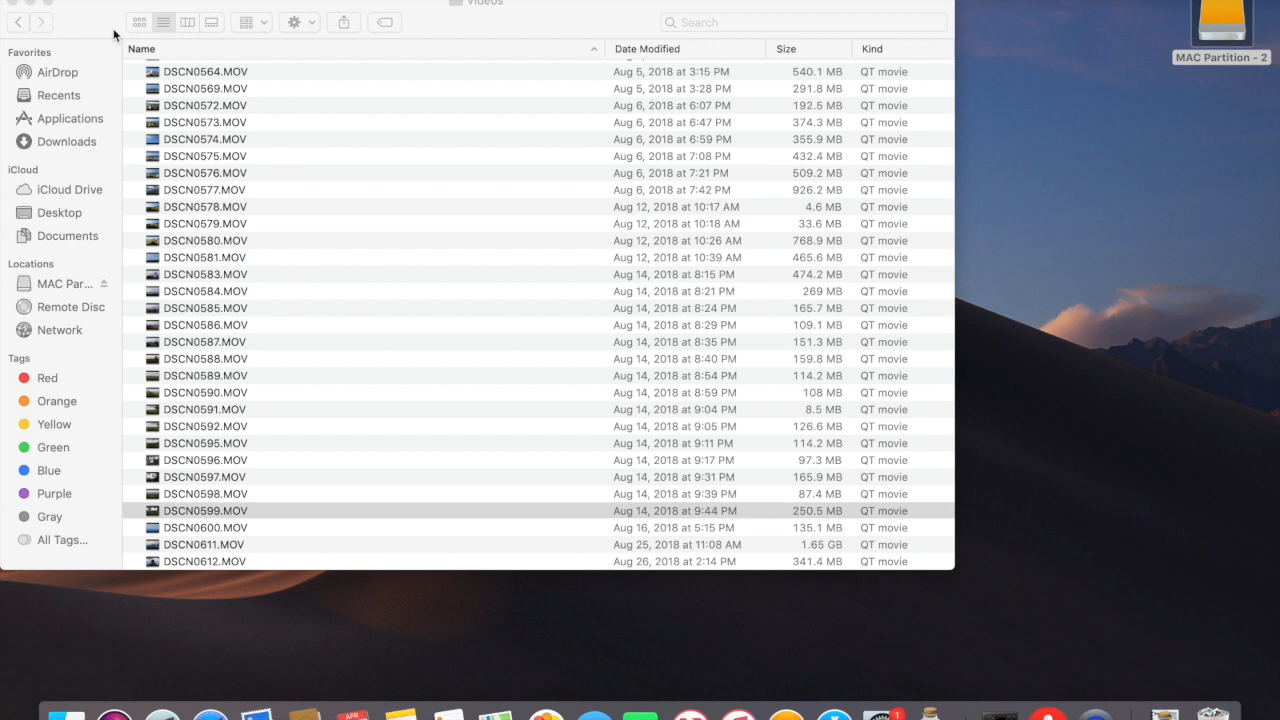 Videos
Search
MAC Partition - 2
Favorites
AirDrop
Recents
Applications
Downloads
iCloud
iCloud Drive
Desktop
Documents
Locations
MAC Par...
Remote Disc
Network
Tags
Red
Orange
Yellow
Green
Blue
Purple
Gray
All Tags...
Name Date Modified Size Kind
DSCN0564.MOV Aug 5, 2018 at 3:15 PM 540.1 MB QT movie
DSCN0569.MOV Aug 5, 2018 at 3:28 PM 291.8 MB QT movie
DSCN0572.MOV Aug 6, 2018 at 6:07 PM 192.5 MB QT movie
DSCN0573.MOV Aug 6, 2018 at 6:47 PM 374.3 MB QT movie
DSCN0574.MOV Aug 6, 2018 at 6:59 PM 355.9 MB QT movie
DSCN0575.MOV Aug 6, 2018 at 7:08 PM 432.4 MB QT movie
DSCN0576.MOV Aug 6, 2018 at 7:21 PM 509.2 MB QT movie
DSCN0577.MOV Aug 6, 2018 at 7:42 PM 926.2 MB QT movie
DSCN0578.MOV Aug 12, 2018 at 10:17 AM 4.6 MB QT movie
DSCN0579.MOV Aug 12, 2018 at 10:18 AM 33.6 MB QT movie
DSCN0580.MOV Aug 12, 2018 at 10:26 AM 768.9 MB QT movie
DSCN0581.MOV Aug 12, 2018 at 10:39 AM 465.6 MB QT movie
DSCN0583.MOV Aug 14, 2018 at 8:15 PM 474.2 MB QT movie
DSCN0584.MOV Aug 14, 2018 at 8:21 PM 269 MB QT movie
DSCN0585.MOV Aug 14, 2018 at 8:24 PM 165.7 MB QT movie
DSCN0586.MOV Aug 14, 2018 at 8:29 PM 109.1 MB QT movie
DSCN0587.MOV Aug 14, 2018 at 8:35 PM 151.3 MB QT movie
DSCN0588.MOV Aug 14, 2018 at 8:40 PM 159.8 MB QT movie
DSCN0589.MOV Aug 14, 2018 at 8:54 PM 114.2 MB QT movie
DSCN0590.MOV Aug 14, 2018 at 8:59 PM 108 MB QT movie
DSCN0591.MOV Aug 14, 2018 at 9:04 PM 8.5 MB QT movie
DSCN0592.MOV Aug 14, 2018 at 9:05 PM 126.6 MB QT movie
DSCN0595.MOV Aug 14, 2018 at 9:11 PM 114.2 MB QT movie
DSCN0596.MOV Aug 14, 2018 at 9:17 PM 97.3 MB QT movie
DSCN0597.MOV Aug 14, 2018 at 9:31 PM 165.9 MB QT movie
DSCN0598.MOV Aug 14, 2018 at 9:39 PM 87.4 MB QT movie
DSCN0599.MOV Aug 14, 2018 at 9:44 PM 250.5 MB QT movie
DSCN0600.MOV Aug 16, 2018 at 5:15 PM 135.1 MB QT movie
DSCN0611.MOV Aug 25, 2018 at 11:08 AM 1.65 GB QT movie
DSCN0612.MOV Aug 26, 2018 at 2:14 PM 341.4 MB QT movie
APR
1